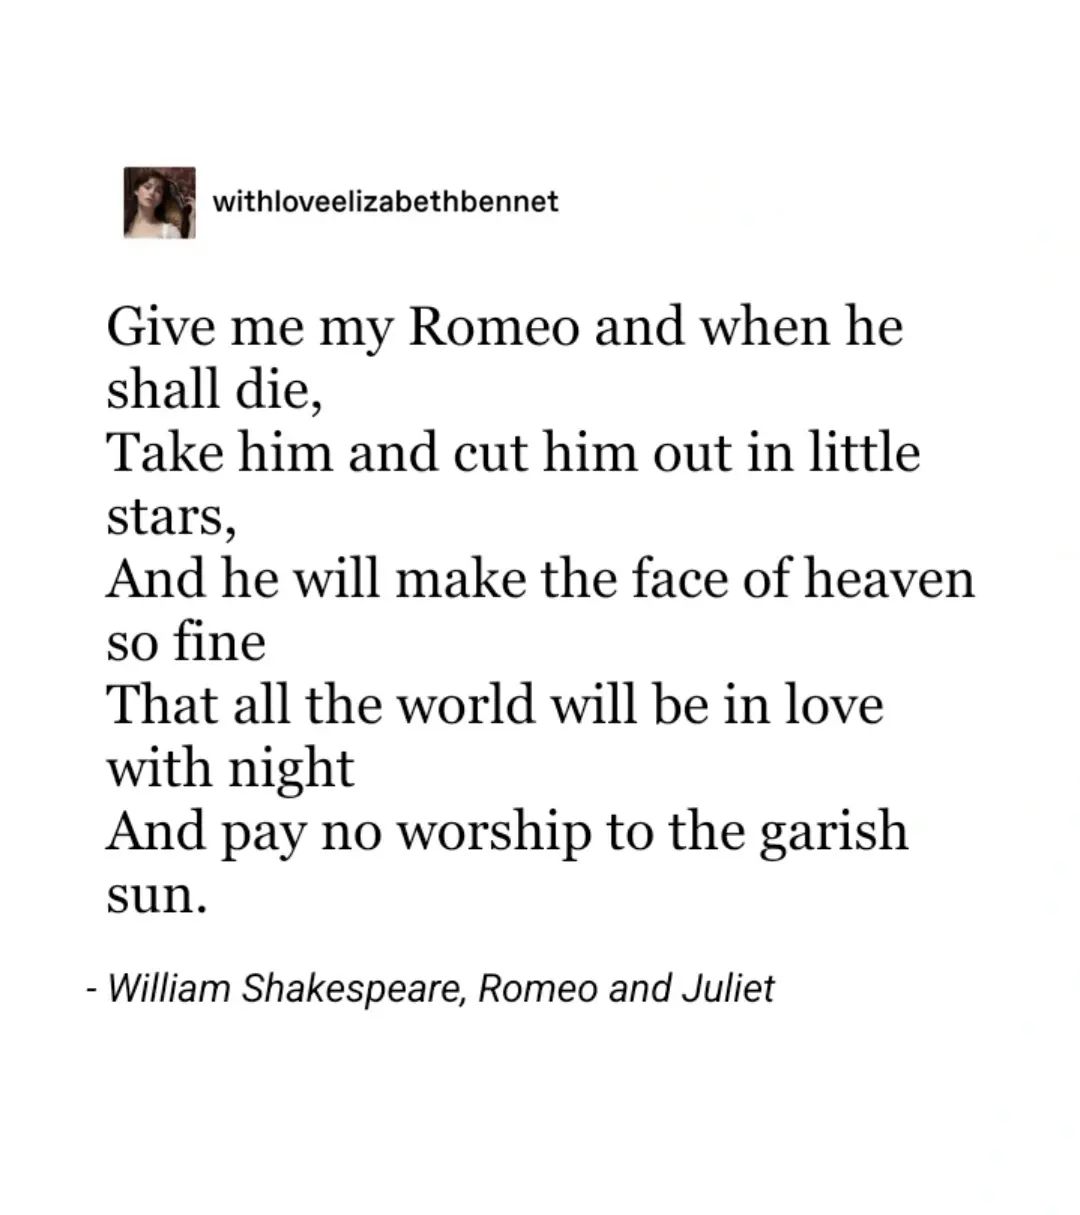 withloveelizabethbennet
Give me my Romeo and when he
shall die,
Take him and cut him out in little
stars,
And he will make the face of heaven
so fine
That all the world will be in love
with night
And pay no worship to the garish
sun.
- William Shakespeare, Romeo and Juliet